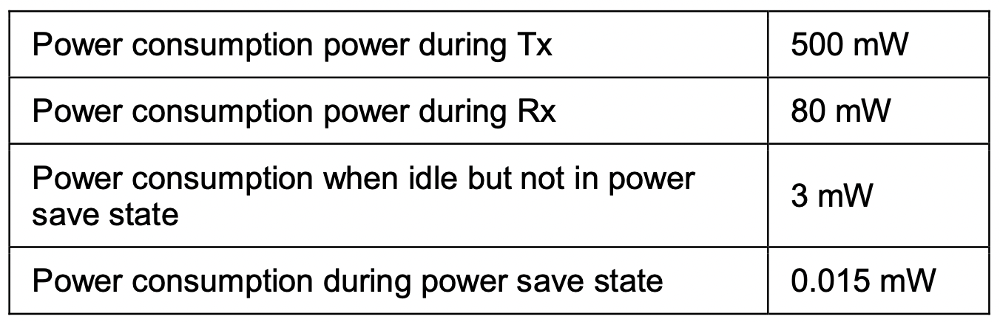 Power consumption power during Tx
500 mW
Power consumption power during Rx
80 mW
Power consumption when idle but not in power
save state
3 mW
Power consumption during power save state
0.015 mW